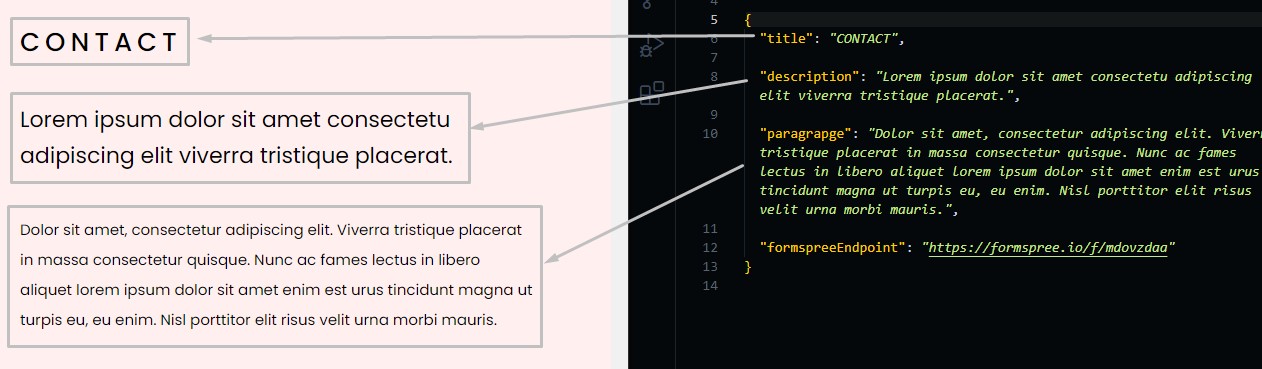 CONTACT
Lorem ipsum dolor sit amet consectetu
adipiscing elit viverra tristique placerat.
Dolor sit amet, consectetur adipiscing elit. Viverra tristique placerat
in massa consectetur quisque. Nunc ac fames lectus in libero
aliquet lorem ipsum dolor sit amet enim est urus tincidunt magna ut
turpis eu, eu enim. Nisl porttitor elit risus velit urna morbi mauris.
4
5 {
6 "title": "CONTACT",
7
8 "description": "Lorem ipsum dolor sit amet consectetu adipiscing
elit viverra tristique placerat.",
9
10 "paragrapge": "Dolor sit amet, consectetur adipiscing elit. Viver
tristique placerat in massa consectetur quisque. Nunc ac fames
lectus in libero aliquet lorem ipsum dolor sit amet enim est urus
tincidunt magna ut turpis eu, eu enim. Nisl porttitor elit risus
velit urna morbi mauris.",
11
12 "formspreeEndpoint": "https://formspree.io/f/mdovzdaa"
13 }
14